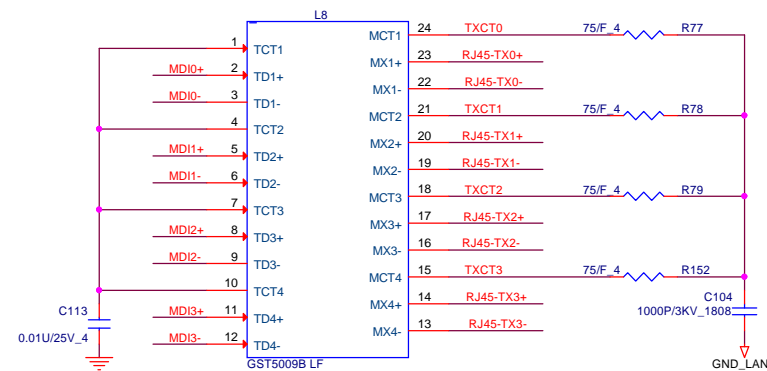 L8
24 TXCT0 75/F_4 R77
1 TCT1 MCT1
23 RJ45-TX0+
MDI0+ 2 TD1+ MX1+
22 RJ45-TX0-
MDI0- 3 TD1- MX1-
21 TXCT1 75/F_4 R78
4 TCT2 MCT2
20 RJ45-TX1+
MDI1+ 5 TD2+ MX2+
19 RJ45-TX1-
MDI1- 6 TD2- MX2-
18 TXCT2 75/F_4 R79
7 TCT3 MCT3
17 RJ45-TX2+
MDI2+ 8 TD3+ MX3+
16 RJ45-TX2-
MDI2- 9 TD3- MX3-
15 TXCT3 75/F_4 R152
10 TCT4 MCT4
14 RJ45-TX3+
C113 MDI3+ 11 TD4+ MX4+ C104
0.01U/25V_4 1000P/3KV_1808
13 RJ45-TX3-
MDI3- 12 TD4- MX4-
GST5009B LF GND_LAN